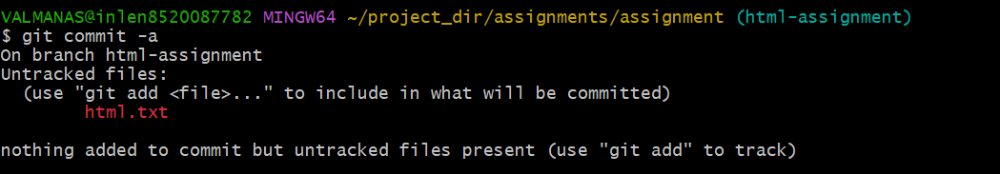 VALMANAS@inlen8520087782 MINGW64 ~/project_dir/assignments/assignment (html-assignment)
$ git commit -a
On branch html-assignment
Untracked files:
  (use "git add <file>..." to include in what will be committed)
        html.txt
nothing added to commit but untracked files present (use "git add" to track)